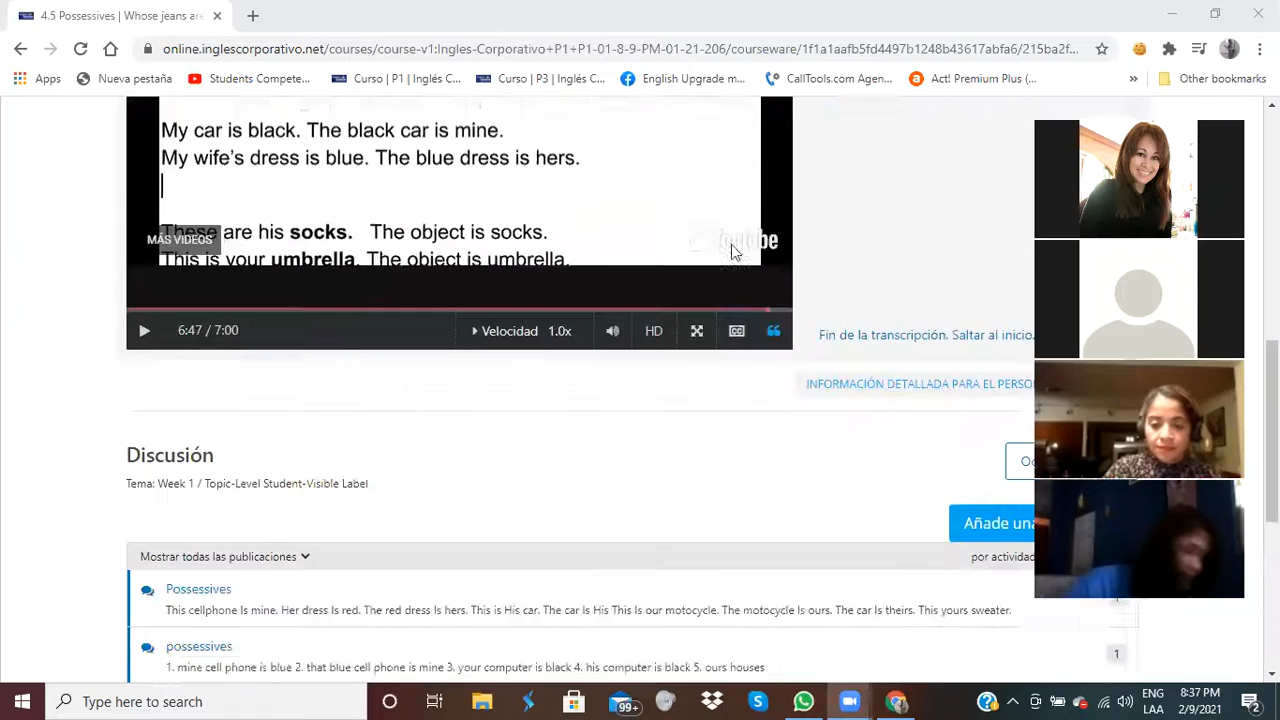 4.5 Possessives | Whose jeans are
online.inglescorporativo.net/courses/course-v1:Ingles-Corporativo+P1+P1-01-8-9-PM-01-21-206/courseware/1f1a1aafb5fd4497b1248b43617abfa6/215ba2f...
Apps Nueva pestaña Students Compete... Curso | P1 | Inglés C... Curso | P3 | Inglés C... English Upgrade m... CallTools.com Agen... Act! Premium Plus (... » Other bookmarks
My car is black. The black car is mine.
My wife's dress is blue. The blue dress is hers.
These are his socks. The object is socks.
MÁS VIDEOS
This is your umbrella. The object is umbrella.
6:47 / 7:00 Velocidad 1.0x HD
Fin de la transcripción. Saltar al inicio.
INFORMACIÓN DETALLADA PARA EL PERSO
Discusión
Tema: Week 1 / Topic-Level Student-Visible Label
Añade una
Mostrar todas las publicaciones por actividad
Possessives
This cellphone Is mine. Her dress Is red. The red dress Is hers. This is His car. The car Is His This Is our motocycle. The motocycle Is ours. The car Is theirs. This yours sweater.
possessives
1
1. mine cell phone is blue 2. that blue cell phone is mine 3. your computer is black 4. his computer is black 5. ours houses
Type here to search
99+
ENG
LAA
8:37 PM
2/9/2021
2